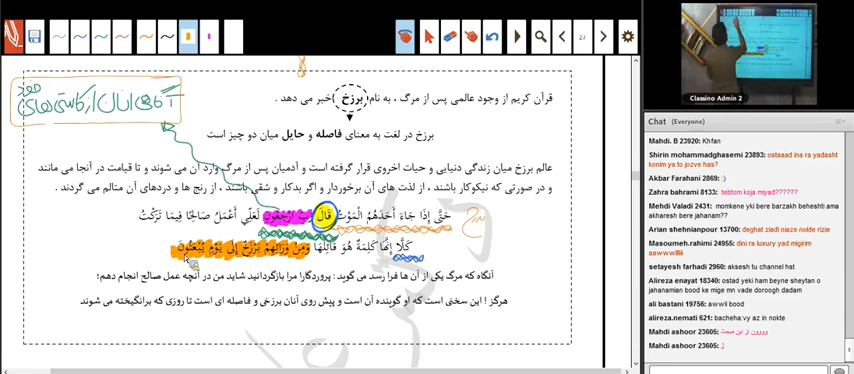 27
آگاهی انسان از کاستی‌های خود
قرآن کریم از وجود عالمی پس از مرگ ، به نام ( برزخ ) خبر می دهد .
برزخ در لغت به معنای فاصله و حایل میان دو چیز است
عالم برزخ میان زندگی دنیایی و حیات اخروی قرار گرفته است و آدمیان پس از مرگ وارد آن می شوند و تا قیامت در آنجا می مانند
و در صورتی که نیکوکار باشند ، از لذت های آن برخوردار و اگر بدکار و شقی باشند ، از رنج ها و دردهای آن متالم می گردند .
حَتَّى إِذَا جَاءَ أَحَدَهُمُ الْمَوْتُ قَالَ رَبِّ ارْجِعُونِ لَعَلِّي أَعْمَلُ صَالِحًا فِيمَا تَرَكْتُ
كَلَّا إِنَّهَا كَلِمَةٌ هُوَ قَائِلُهَا وَمِنْ وَرَائِهِمْ بَرْزَخٌ إِلَى يَوْمِ يُبْعَثُونَ
آنگاه که مرگ یکی از آن ها فرا رسد می گوید : پروردگارا مرا بازگردانید شاید من در آنچه عمل صالح انجام دهم ؛
هرگز ! این سخنی است که او گوینده آن است و پیش روی آنان برزخی و فاصله ای است تا روزی که برانگیخته می شوند.
Classino Admin 2
Chat (Everyone)
Mahdi. B 23920: Khfan
Shirin mohammadghasemi 23893: ostaaad ina ra yadasht
konim ya to jozve has?
Akbar Farahani 2869: :)
Zahra bahrami 8133: tebtom koja miyad??????
Mahdi Valadi 2431: momkene yki bere barzakh beheshti ama
akharesh bere jahanam??
Arian shehnianpour 13700: deghat ziadi niaze nokte rizie
Masoumeh.rahimi 24955: dini ra luxury yad migirim
aawwwllliii
setayesh farhadi 2960: aksesh tu channel hst
Alireza enayat 18340: ostad yeki ham beyne sheytan o
jahanamian bood ke mige mn vade doroogh dadam
ali bastani 19756: awwli bood
alireza.nemati 621: bacheha:vy az in nokte
Mahdi ashoor 23605: وووون از این مبحث
Mahdi ashoor 23605: ز